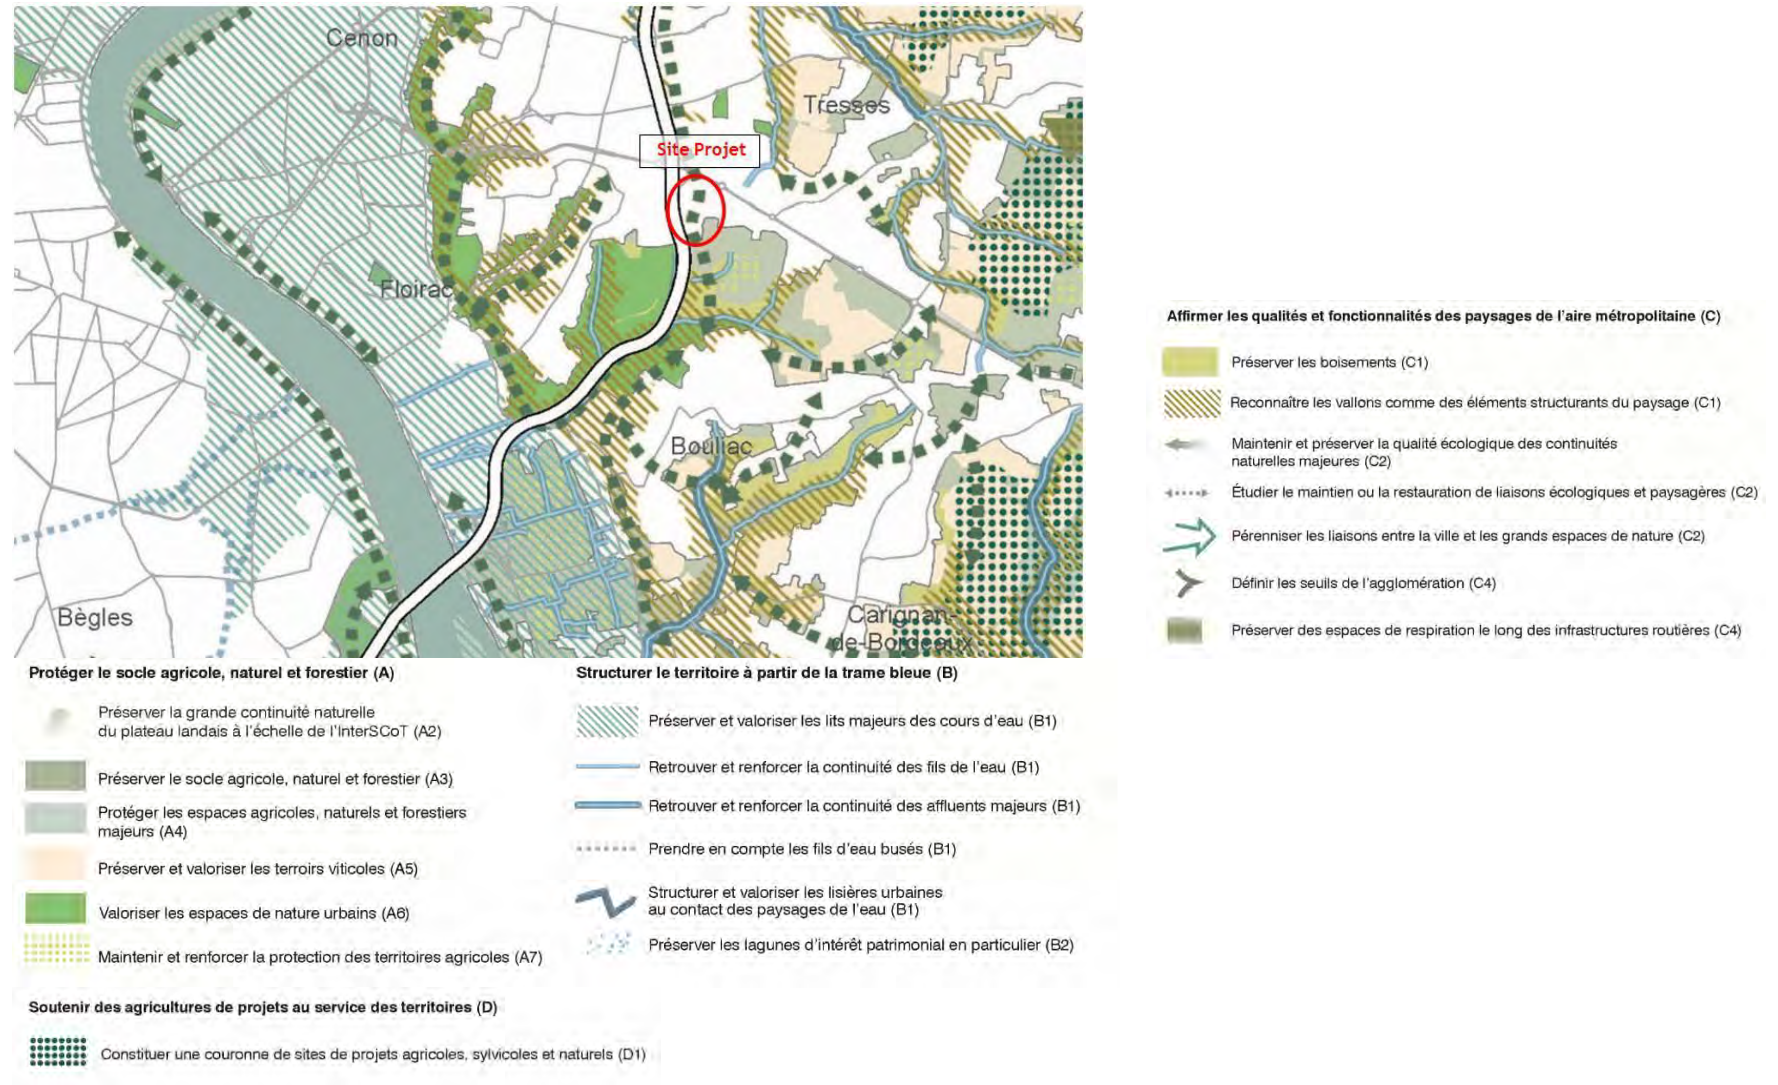 Cenon
Tresses
Site Projet
Floirac
Bouliac
Bègles
Carignan-
de-Bordeaux
Affirmer les qualités et fonctionnalités des paysages de l'aire métropolitaine (C)
Préserver les boisements (C1)
Reconnaître les vallons comme des éléments structurants du paysage (C1)
Maintenir et préserver la qualité écologique des continuités
naturelles majeures (C2)
Étudier le maintien ou la restauration de liaisons écologiques et paysagères (C2)
Pérenniser les liaisons entre la ville et les grands espaces de nature (C2)
Définir les seuils de l'agglomération (C4)
Préserver des espaces de respiration le long des infrastructures routières (C4)
Protéger le socle agricole, naturel et forestier (A)
Préserver la grande continuité naturelle
du plateau landais à l'échelle de l'InterSCoT (A2)
Préserver le socle agricole, naturel et forestier (A3)
Protéger les espaces agricoles, naturels et forestiers
majeurs (A4)
Préserver et valoriser les terroirs viticoles (A5)
Valoriser les espaces de nature urbains (A6)
Maintenir et renforcer la protection des territoires agricoles (A7)
Structurer le territoire à partir de la trame bleue (B)
Préserver et valoriser les lits majeurs des cours d'eau (B1)
Retrouver et renforcer la continuité des fils de l'eau (B1)
Retrouver et renforcer la continuité des affluents majeurs (B1)
Prendre en compte les fils d'eau busés (B1)
Structurer et valoriser les lisières urbaines
au contact des paysages de l'eau (B1)
Préserver les lagunes d'intérêt patrimonial en particulier (B2)
Soutenir des agricultures de projets au service des territoires (D)
Constituer une couronne de sites de projets agricoles, sylvicoles et naturels (D1)